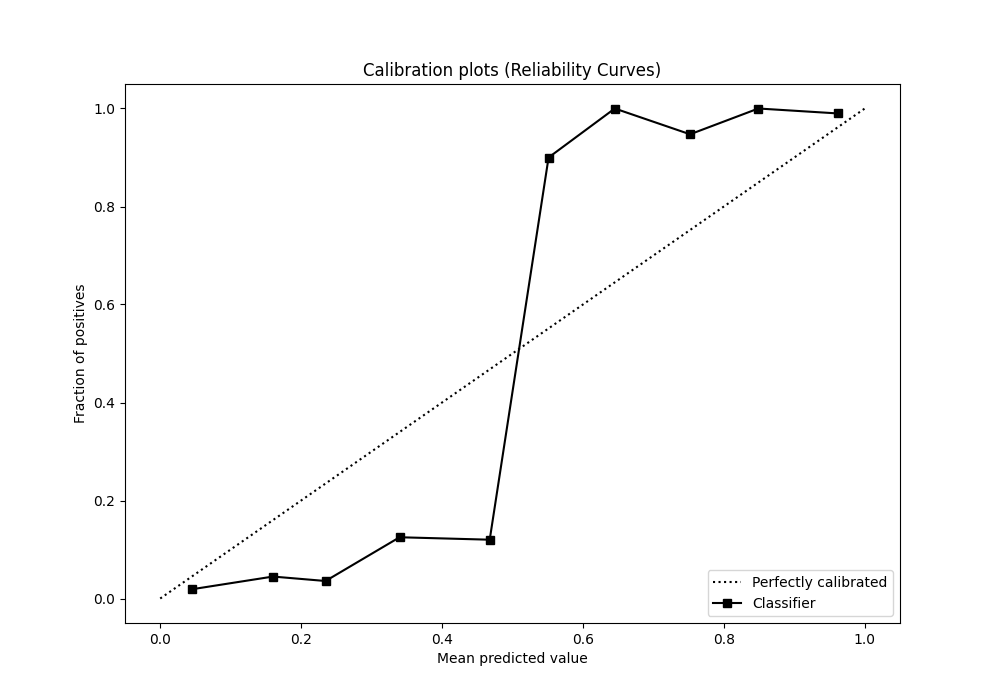 Calibration plots (Reliability Curves)
1.0
0.8
0.6
0.4
0.2
0.0
Fraction of positives
0.0 0.2 0.4 0.6 0.8 1.0
Mean predicted value
Perfectly calibrated
Classifier